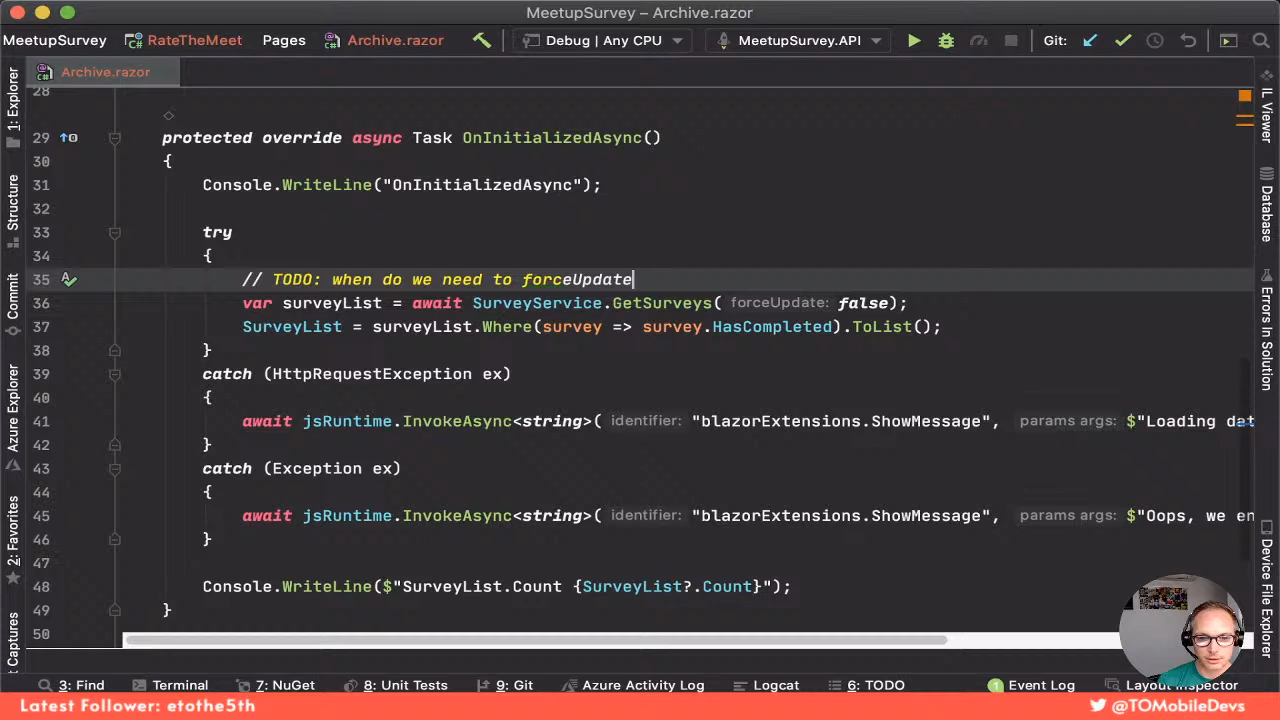 MeetupSurvey – Archive.razor
MeetupSurvey RateTheMeet Pages Archive.razor Debug | Any CPU MeetupSurvey.API Git:
Archive.razor
28
29 protected override async Task OnInitializedAsync()
30 {
31 Console.WriteLine("OnInitializedAsync");
32
33 try
34 {
35 // TODO: when do we need to forceUpdate
36 var surveyList = await SurveyService.GetSurveys( forceUpdate: false);
37 SurveyList = surveyList.Where(survey => survey.HasCompleted).ToList();
38 }
39 catch (HttpRequestException ex)
40 {
41 await jsRuntime.InvokeAsync<string>( identifier: "blazorExtensions.ShowMessage", params args: $"Loading dat
42 }
43 catch (Exception ex)
44 {
45 await jsRuntime.InvokeAsync<string>( identifier: "blazorExtensions.ShowMessage", params args: $"Oops, we en
46 }
47
48 Console.WriteLine($"SurveyList.Count {SurveyList?.Count}");
49 }
50
1: Explorer
Structure
Commit
Azure Explorer
2: Favorites
t Captures
IL Viewer
Database
Errors In Solution
Device File Explorer
3: Find Terminal 7: NuGet 8: Unit Tests 9: Git Azure Activity Log Logcat 6: TODO 1 Event Log Layout Inspector
Latest Follower: etothe5th @TOMobileDevs